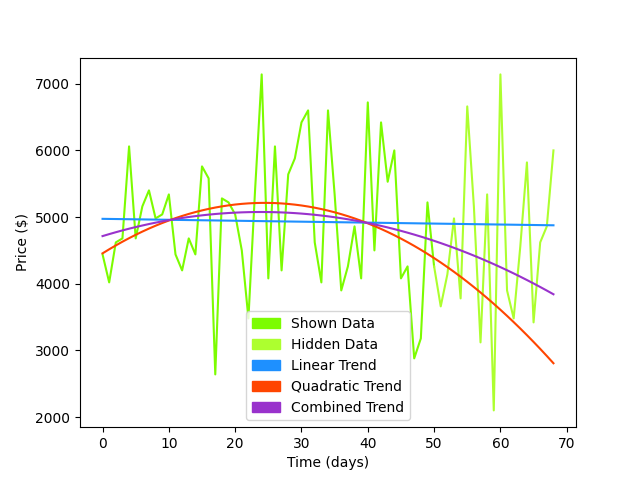 7000
6000
5000
4000
3000
2000
Price ($)
Shown Data
Hidden Data
Linear Trend
Quadratic Trend
Combined Trend
0 10 20 30 40 50 60 70
Time (days)